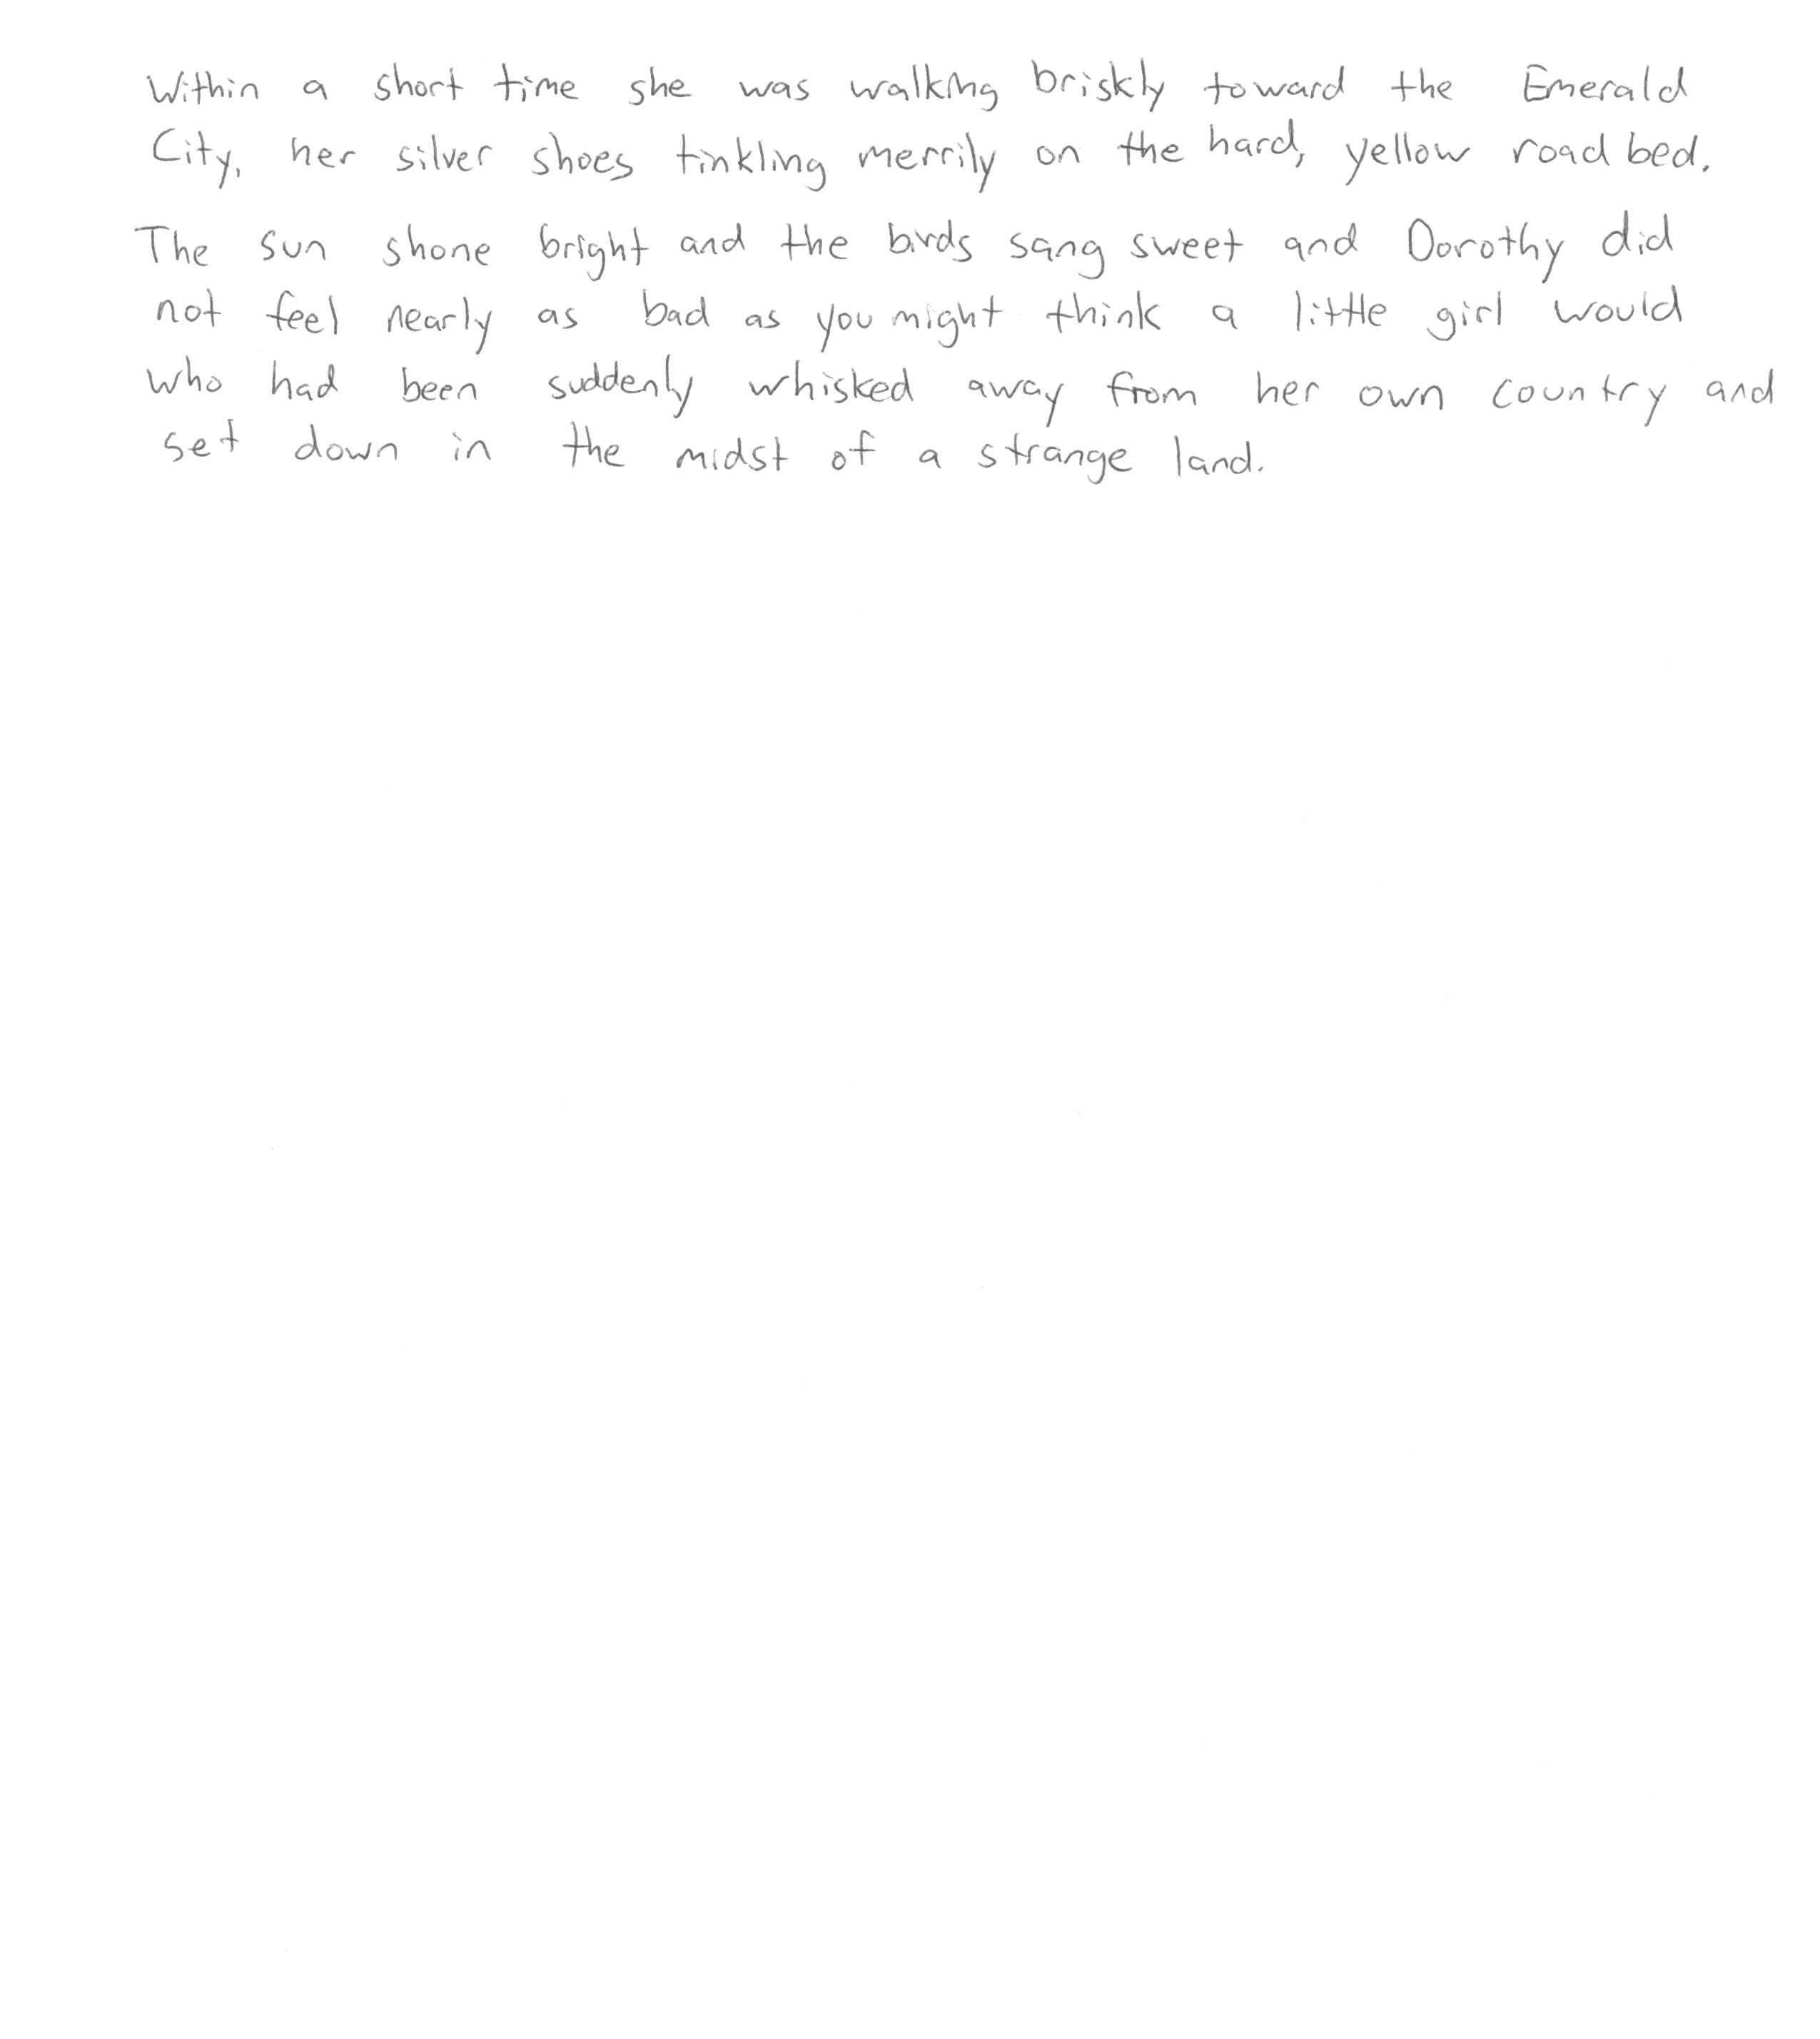 Within a short time she was walking briskly toward the Emerald
City, her silver shoes tinkling merrily on the hard, yellow road bed.
The sun shone bright and the birds sang sweet and Dorothy did
not feel nearly as bad as you might think a little girl would
who had been suddenly whisked away from her own country and
set down in the midst of a strange land.